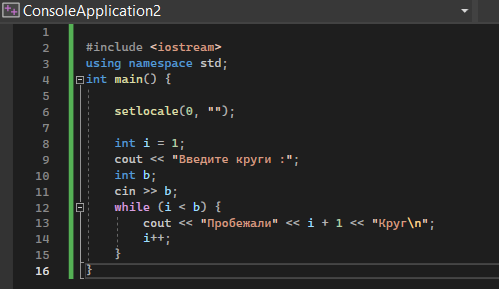 ConsoleApplication2
1
2 #include <iostream>
3 using namespace std;
4 int main() {
5
6 setlocale(0, "");
7
8 int i = 1;
9 cout << "Введите круги :";
10 int b;
11 cin >> b;
12 while (i < b) {
13 cout << "Пробежали" << i + 1 << "Круг\n";
14 i++;
15 }
16 }